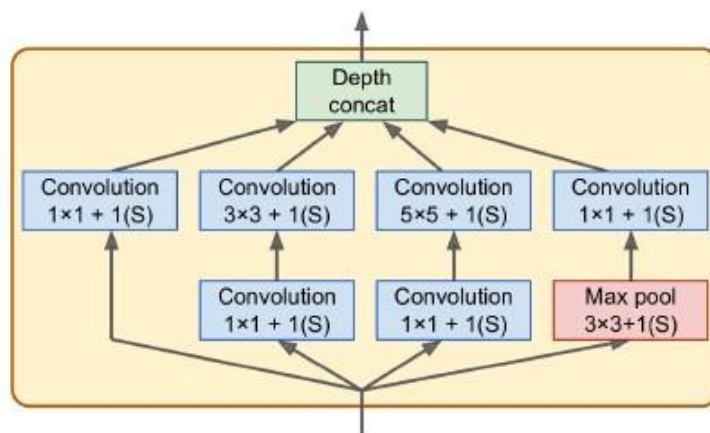 Depth
concat
Convolution
1×1 + 1(S)
Convolution
3×3 + 1(S)
Convolution
5×5 + 1(S)
Convolution
1×1 + 1(S)
Convolution
1×1 + 1(S)
Convolution
1×1 + 1(S)
Max pool
3×3+1(S)